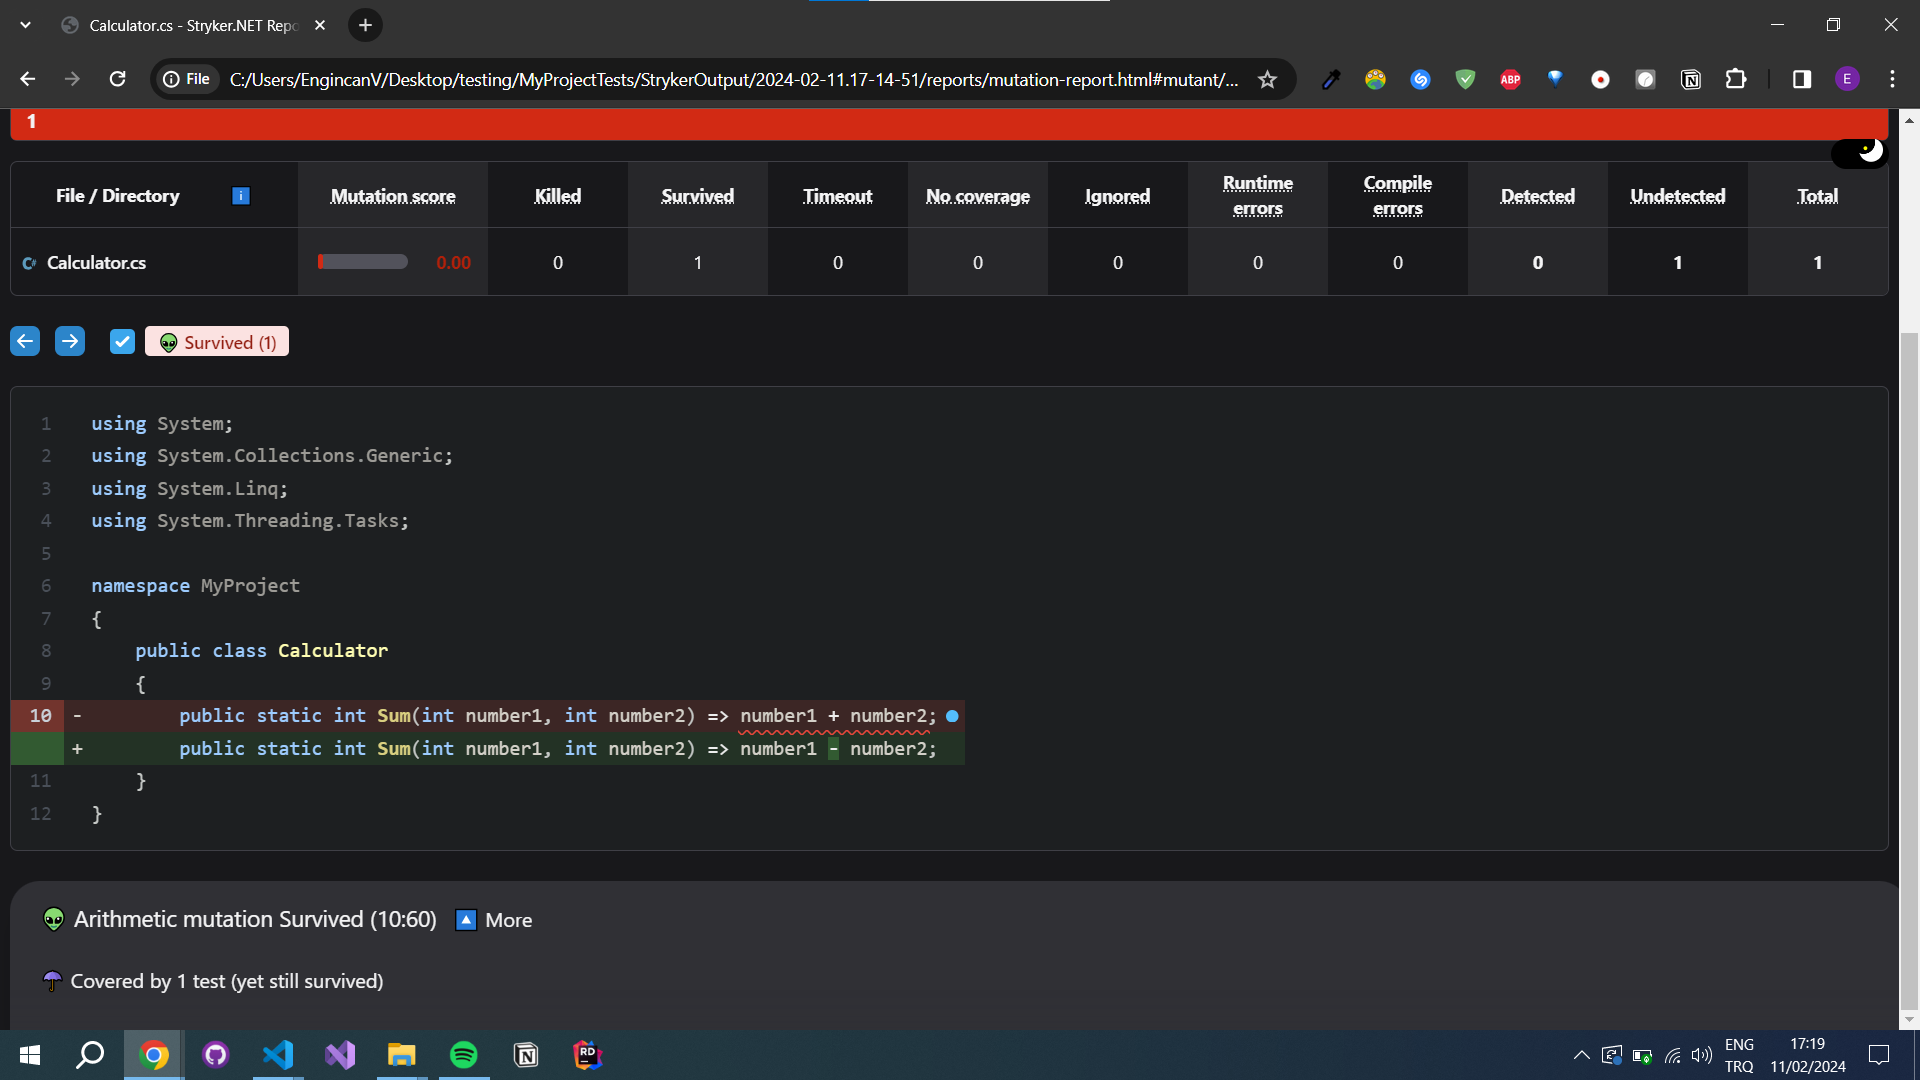 Calculator.cs - Stryker.NET Repo
File C:/Users/EngincanV/Desktop/testing/MyProjectTests/StrykerOutput/2024-02-11.17-14-51/reports/mutation-report.html#mutant/...
ABP
E
1
File / Directory i Mutation score Killed Survived Timeout No coverage Ignored Runtime errors Compile errors Detected Undetected Total
C# Calculator.cs 0.00 0 1 0 0 0 0 0 0 1 1
Survived (1)
1 using System;
2 using System.Collections.Generic;
3 using System.Linq;
4 using System.Threading.Tasks;
5
6 namespace MyProject
7 {
8 public class Calculator
9 {
10 - public static int Sum(int number1, int number2) => number1 + number2;
+ public static int Sum(int number1, int number2) => number1 - number2;
11 }
12 }
Arithmetic mutation Survived (10:60) More
Covered by 1 test (yet still survived)
RD
ENG
TRQ
17:19
11/02/2024